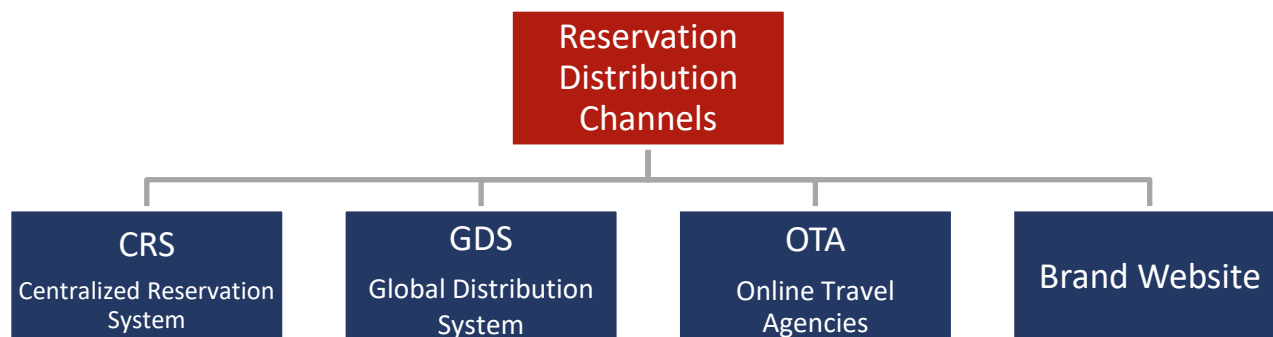 Reservation
Distribution
Channels
CRS
Centralized Reservation
System
GDS
Global Distribution
System
OTA
Online Travel
Agencies
Brand Website